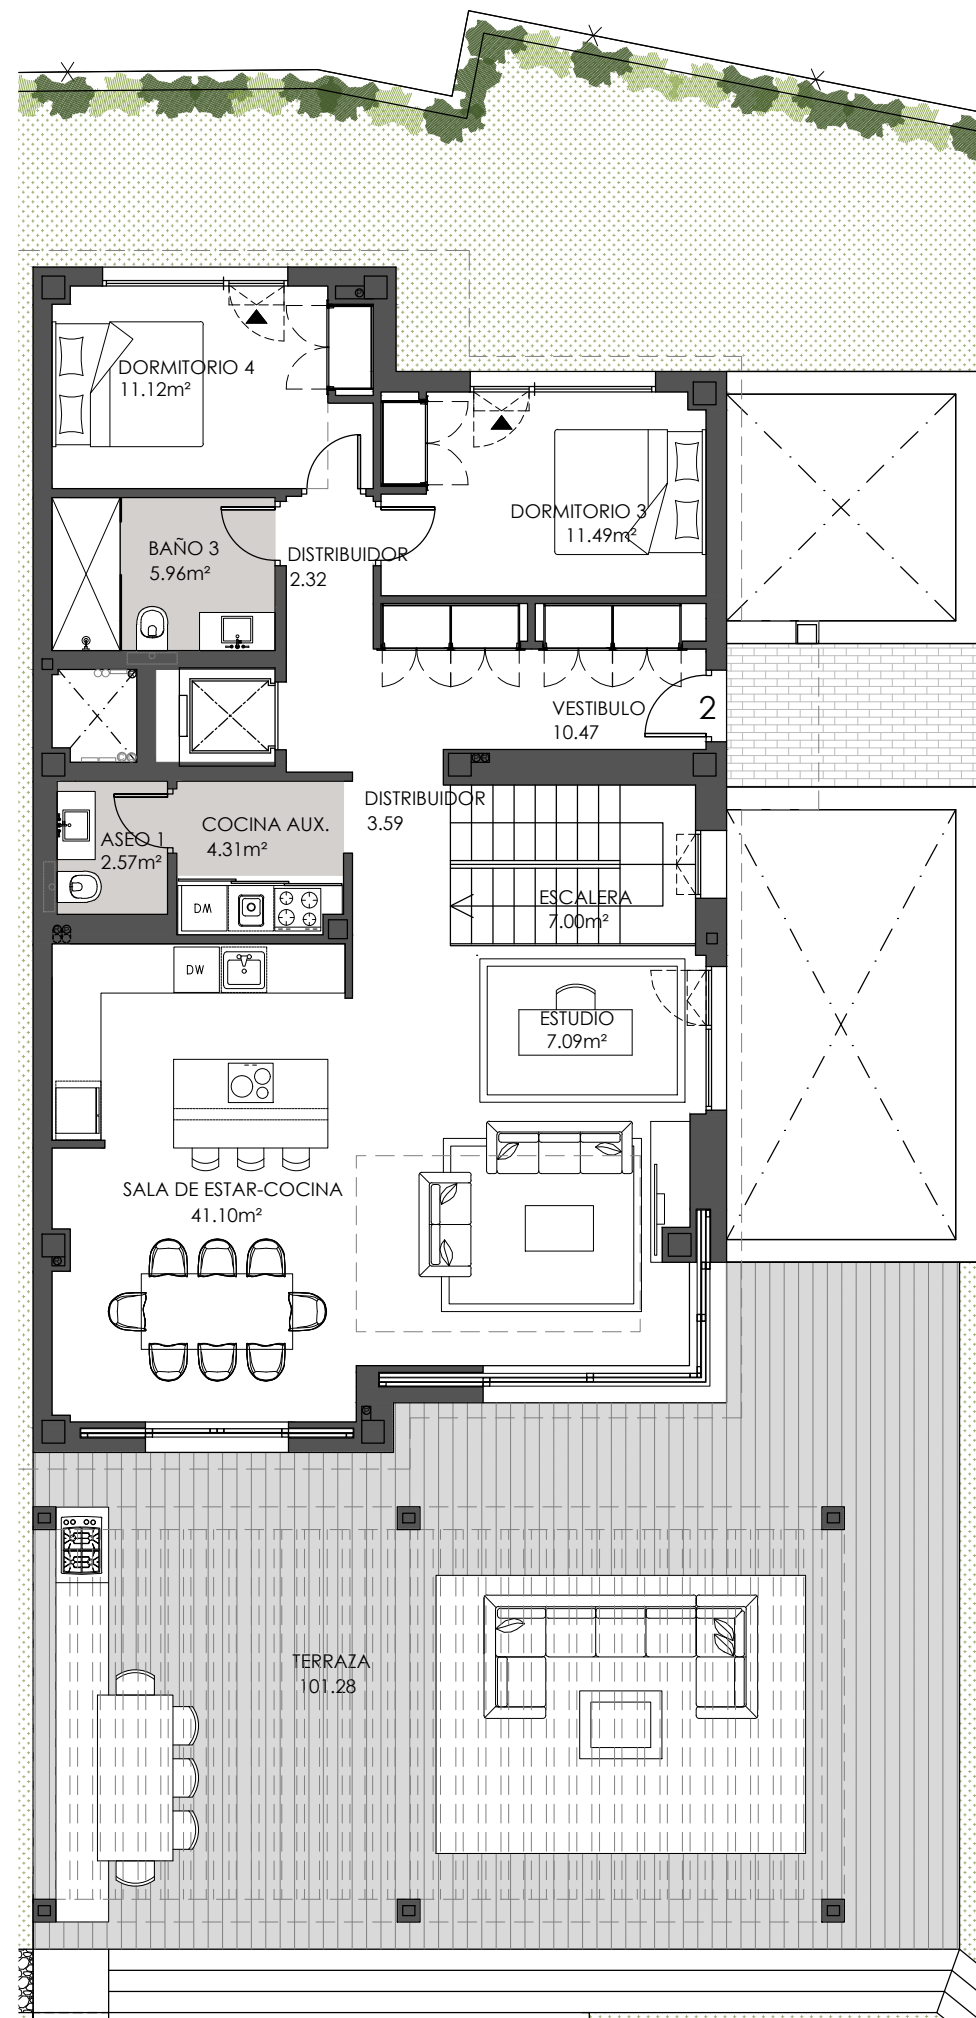 DORMITORIO 4
11.12m²
DORMITORIO 3
11.49m²
BAÑO 3
5.96m²
DISTRIBUIDOR
2.32
VESTIBULO
10.47
2
DISTRIBUIDOR
3.59
COCINA AUX.
4.31m²
ASEO 1
2.57m²
DM
ESCALERA
7.00m²
DW
ESTUDIO
7.09m²
SALA DE ESTAR-COCINA
41.10m²
TERRAZA
101.28